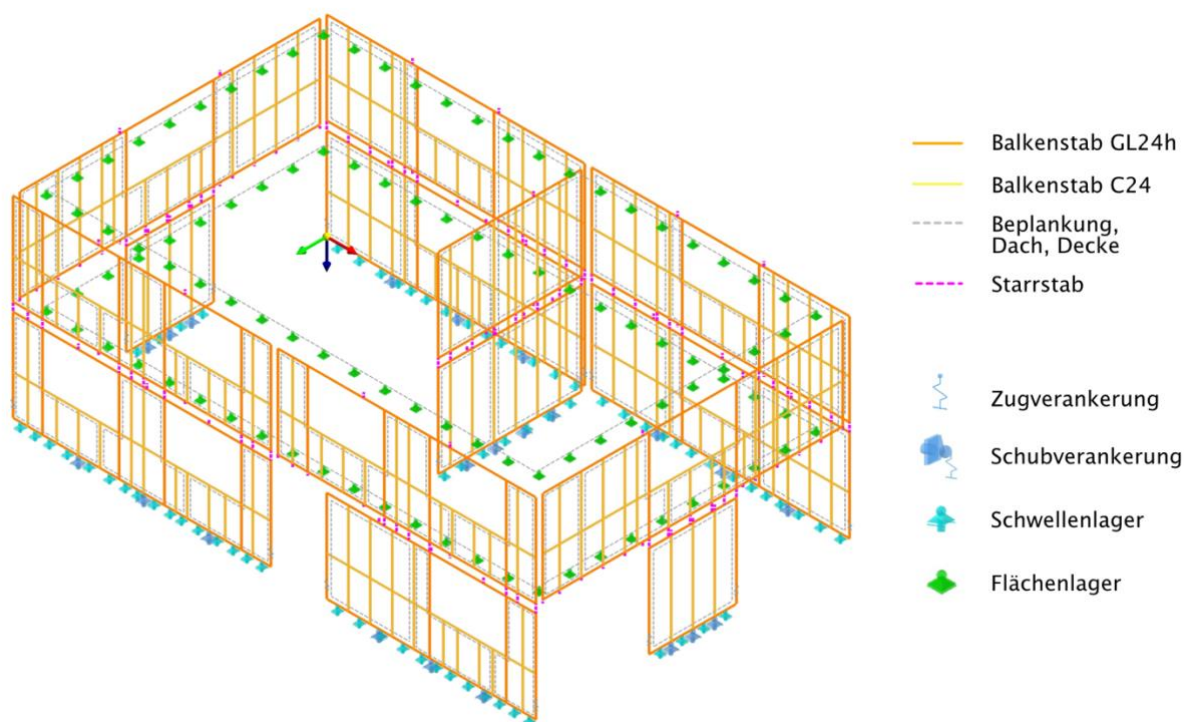 Balkenstab GL24h
Balkenstab C24
Beplankung,
Dach, Decke
Starrstab
Zugverankerung
Schubverankerung
Schwellenlager
Flächenlager